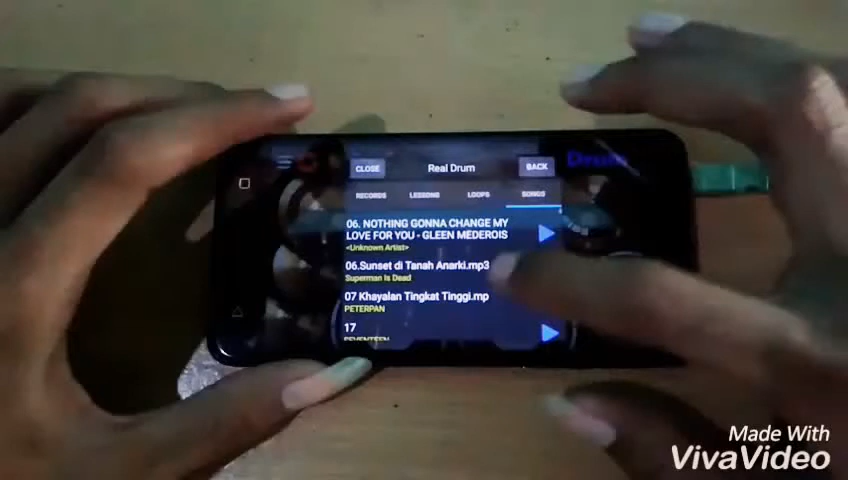 CLOSE
Real Drum
BACK
Drum
RECORDS
LESSONS
LOOPS
SONGS
06. NOTHING GONNA CHANGE MY
LOVE FOR YOU - GLEEN MEDEROIS
<Unknown Artist>
06.Sunset di Tanah Anarki.mp3
Superman Is Dead
07 Khayalan Tingkat Tinggi.mp
PETERPAN
17
SEVENTEEN
Made With
VivaVideo